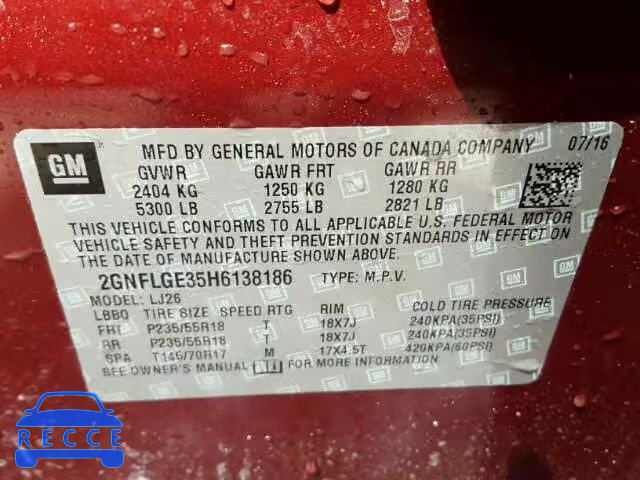 GM
MFD BY GENERAL MOTORS OF CANADA COMPANY 07/16
GVWR GAWR FRT GAWR RR
2404 KG 1250 KG 1280 KG
5300 LB 2755 LB 2821 LB
THIS VEHICLE CONFORMS TO ALL APPLICABLE U.S. FEDERAL MOTOR
VEHICLE SAFETY AND THEFT PREVENTION STANDARDS IN EFFECT ON
THE DATE OF MANUFACTURE SHOWN ABOVE.
2GNFLGE35H6138186 TYPE: M.P.V.
MODEL: LJ26
LBBQ TIRE SIZE SPEED RTG RIM COLD TIRE PRESSURE
FRT P235/55R18 T 18X7J 240KPA(35PSI)
RR P235/55R18 T 18X7J 240KPA(35PSI)
SPA T145/70R17 M 17X4.5T 420KPA(60PSI)
SEE OWNER'S MANUAL FOR MORE INFORMATION.
IDOCARS